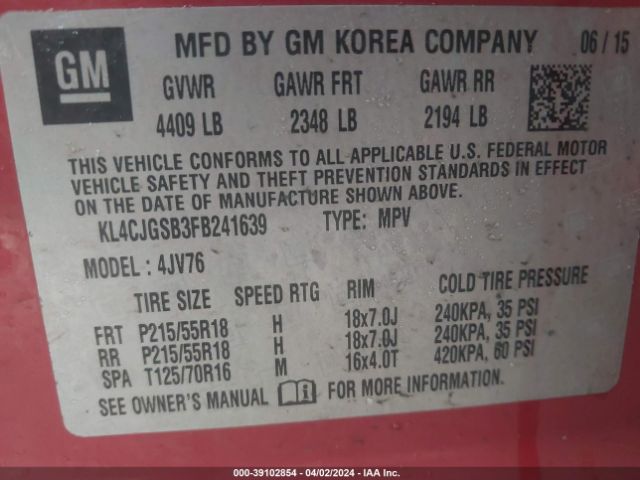 GM
MFD BY GM KOREA COMPANY 06 / 15
GVWR GAWR FRT GAWR RR
4409 LB 2348 LB 2194 LB
THIS VEHICLE CONFORMS TO ALL APPLICABLE U.S. FEDERAL MOTOR
VEHICLE SAFETY AND THEFT PREVENTION STANDARDS IN EFFECT
ON THE DATE OF MANUFACTURE SHOWN ABOVE.
KL4CJGSB3FB241639 TYPE: MPV
MODEL: 4JV76
TIRE SIZE SPEED RTG RIM COLD TIRE PRESSURE
FRT P215/55R18 H 18x7.0J 240KPA, 35 PSI
RR P215/55R18 H 18x7.0J 240KPA, 35 PSI
SPA T125/70R16 M 16x4.0T 420KPA, 60 PSI
SEE OWNER'S MANUAL FOR MORE INFORMATION.
000-39102854 - 04/02/2024 - IAA Inc.